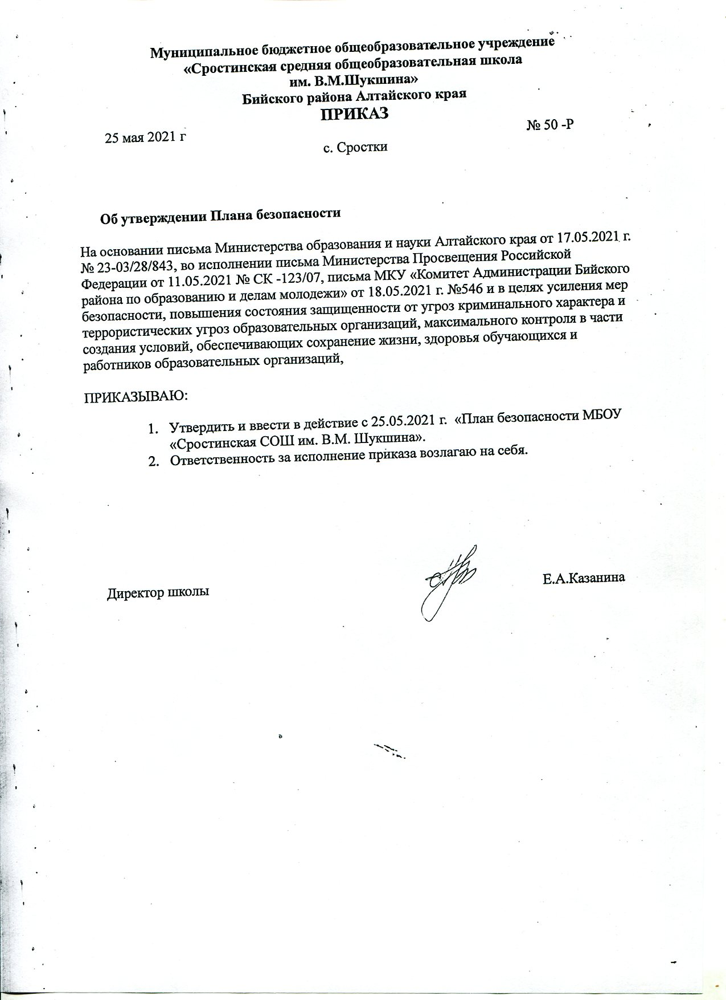 Муниципальное бюджетное общеобразовательное учреждение
«Сростинская средняя общеобразовательная школа
им. В.М.Шукшина»
Бийского района Алтайского края
ПРИКАЗ
25 мая 2021 г
№ 50 -Р
с. Сростки
Об утверждении Плана безопасности
На основании письма Министерства образования и науки Алтайского края от 17.05.2021 г.
№ 23-03/28/843, во исполнении письма Министерства Просвещения Российской
Федерации от 11.05.2021 № СК -123/07, письма МКУ «Комитет Администрации Бийского
района по образованию и делам молодежи» от 18.05.2021 г. №546 и в целях усиления мер
безопасности, повышения состояния защищенности от угроз криминального характера и
террористических угроз образовательных организаций, максимального контроля в части
создания условий, обеспечивающих сохранение жизни, здоровья обучающихся и
работников образовательных организаций,
ПРИКАЗЫВАЮ:
1. Утвердить и ввести в действие с 25.05.2021 г. «План безопасности МБОУ
«Сростинская СОШ им. В.М. Шукшина».
2. Ответственность за исполнение приказа возлагаю на себя.
Директор школы
Е.А.Казанина